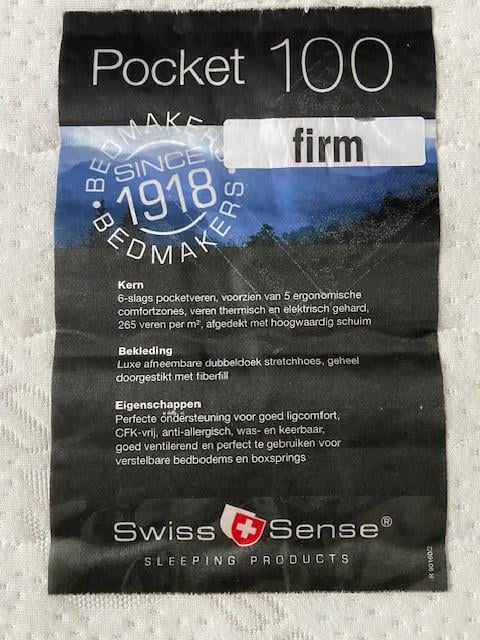 Pocket 100
firm
BEDMAKERS
SINCE
1918
BEDMAKERS
Kern
6-slags pocketveren, voorzien van 5 ergonomische
comfortzones, veren thermisch en elektrisch gehard,
265 veren per m², afgedekt met hoogwaardig schuim
Bekleding
Luxe afneembare dubbeldoek stretchhoes, geheel
doorgestikt met fiberfill
Eigenschappen
Perfecte ondersteuning voor goed ligcomfort,
CFK-vrij, anti-allergisch, was- en keerbaar,
goed ventilerend en perfect te gebruiken voor
verstelbare bedbodems en boxsprings
Swiss Sense®
SLEEPING PRODUCTS
R 90160/2